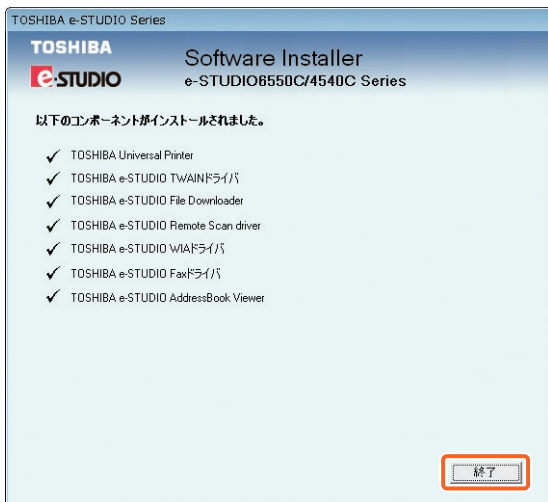 TOSHIBA e-STUDIO Series
TOSHIBA
e-STUDIO
Software Installer
e-STUDIO6550C/4540C Series
以下のコンポーネントがインストールされました。
✓ TOSHIBA Universal Printer
✓ TOSHIBA e-STUDIO TWAINドライバ
✓ TOSHIBA e-STUDIO File Downloader
✓ TOSHIBA e-STUDIO Remote Scan driver
✓ TOSHIBA e-STUDIO WIAドライバ
✓ TOSHIBA e-STUDIO Faxドライバ
✓ TOSHIBA e-STUDIO AddressBook Viewer
終了